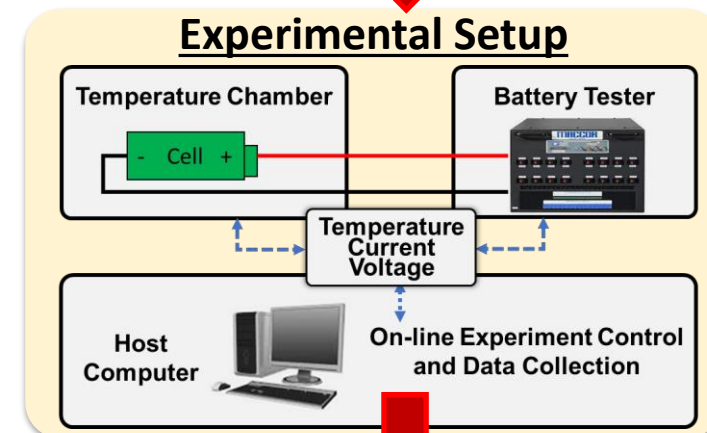 Experimental Setup
Temperature Chamber
Battery Tester
MACCOR
- Cell +
Temperature
Current
Voltage
Host
Computer
On-line Experiment Control
and Data Collection